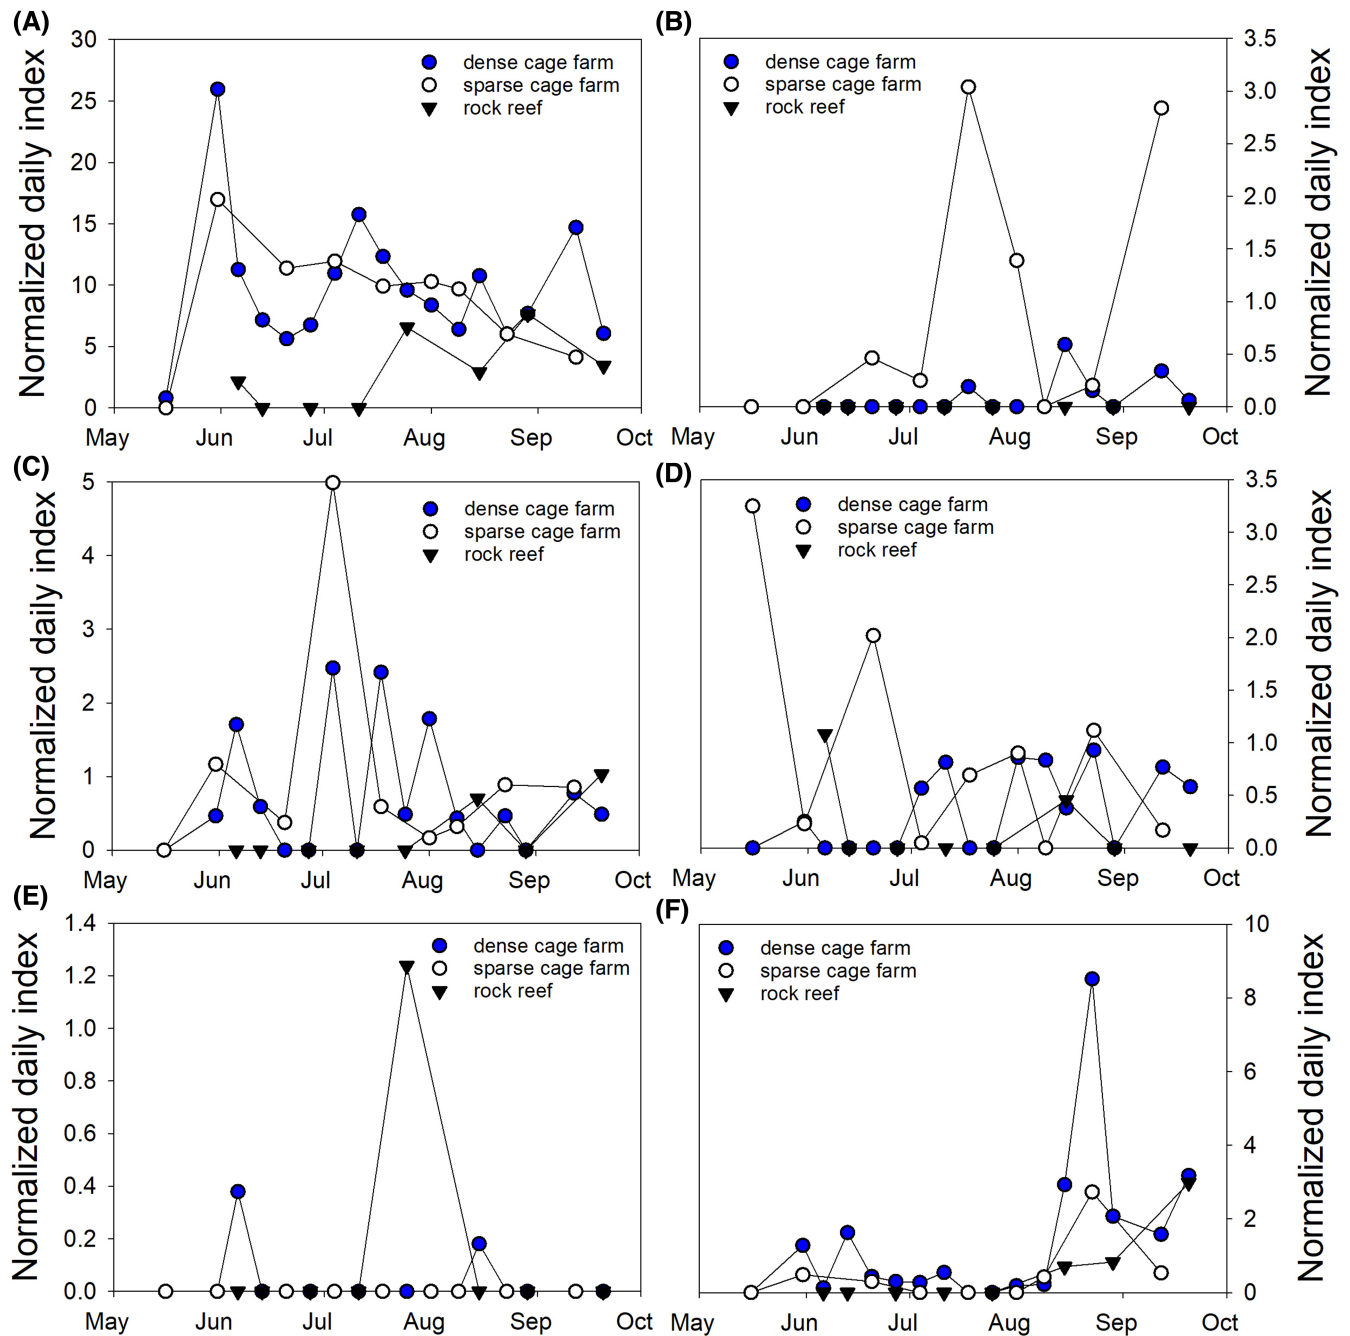 (A)
Normalized daily index
30
25
20
15
10
5
0
dense cage farm
sparse cage farm
rock reef
May Jun Jul Aug Sep Oct
(B)
dense cage farm
sparse cage farm
rock reef
3.5
3.0
2.5
2.0
1.5
1.0
0.5
0.0
Normalized daily index
May Jun Jul Aug Sep Oct
(C)
Normalized daily index
5
4
3
2
1
0
dense cage farm
sparse cage farm
rock reef
May Jun Jul Aug Sep Oct
(D)
dense cage farm
sparse cage farm
rock reef
3.5
3.0
2.5
2.0
1.5
1.0
0.5
0.0
Normalized daily index
May Jun Jul Aug Sep Oct
(E)
Normalized daily index
1.4
1.2
1.0
0.8
0.6
0.4
0.2
0.0
dense cage farm
sparse cage farm
rock reef
May Jun Jul Aug Sep Oct
(F)
dense cage farm
sparse cage farm
rock reef
10
8
6
4
2
0
Normalized daily index
May Jun Jul Aug Sep Oct